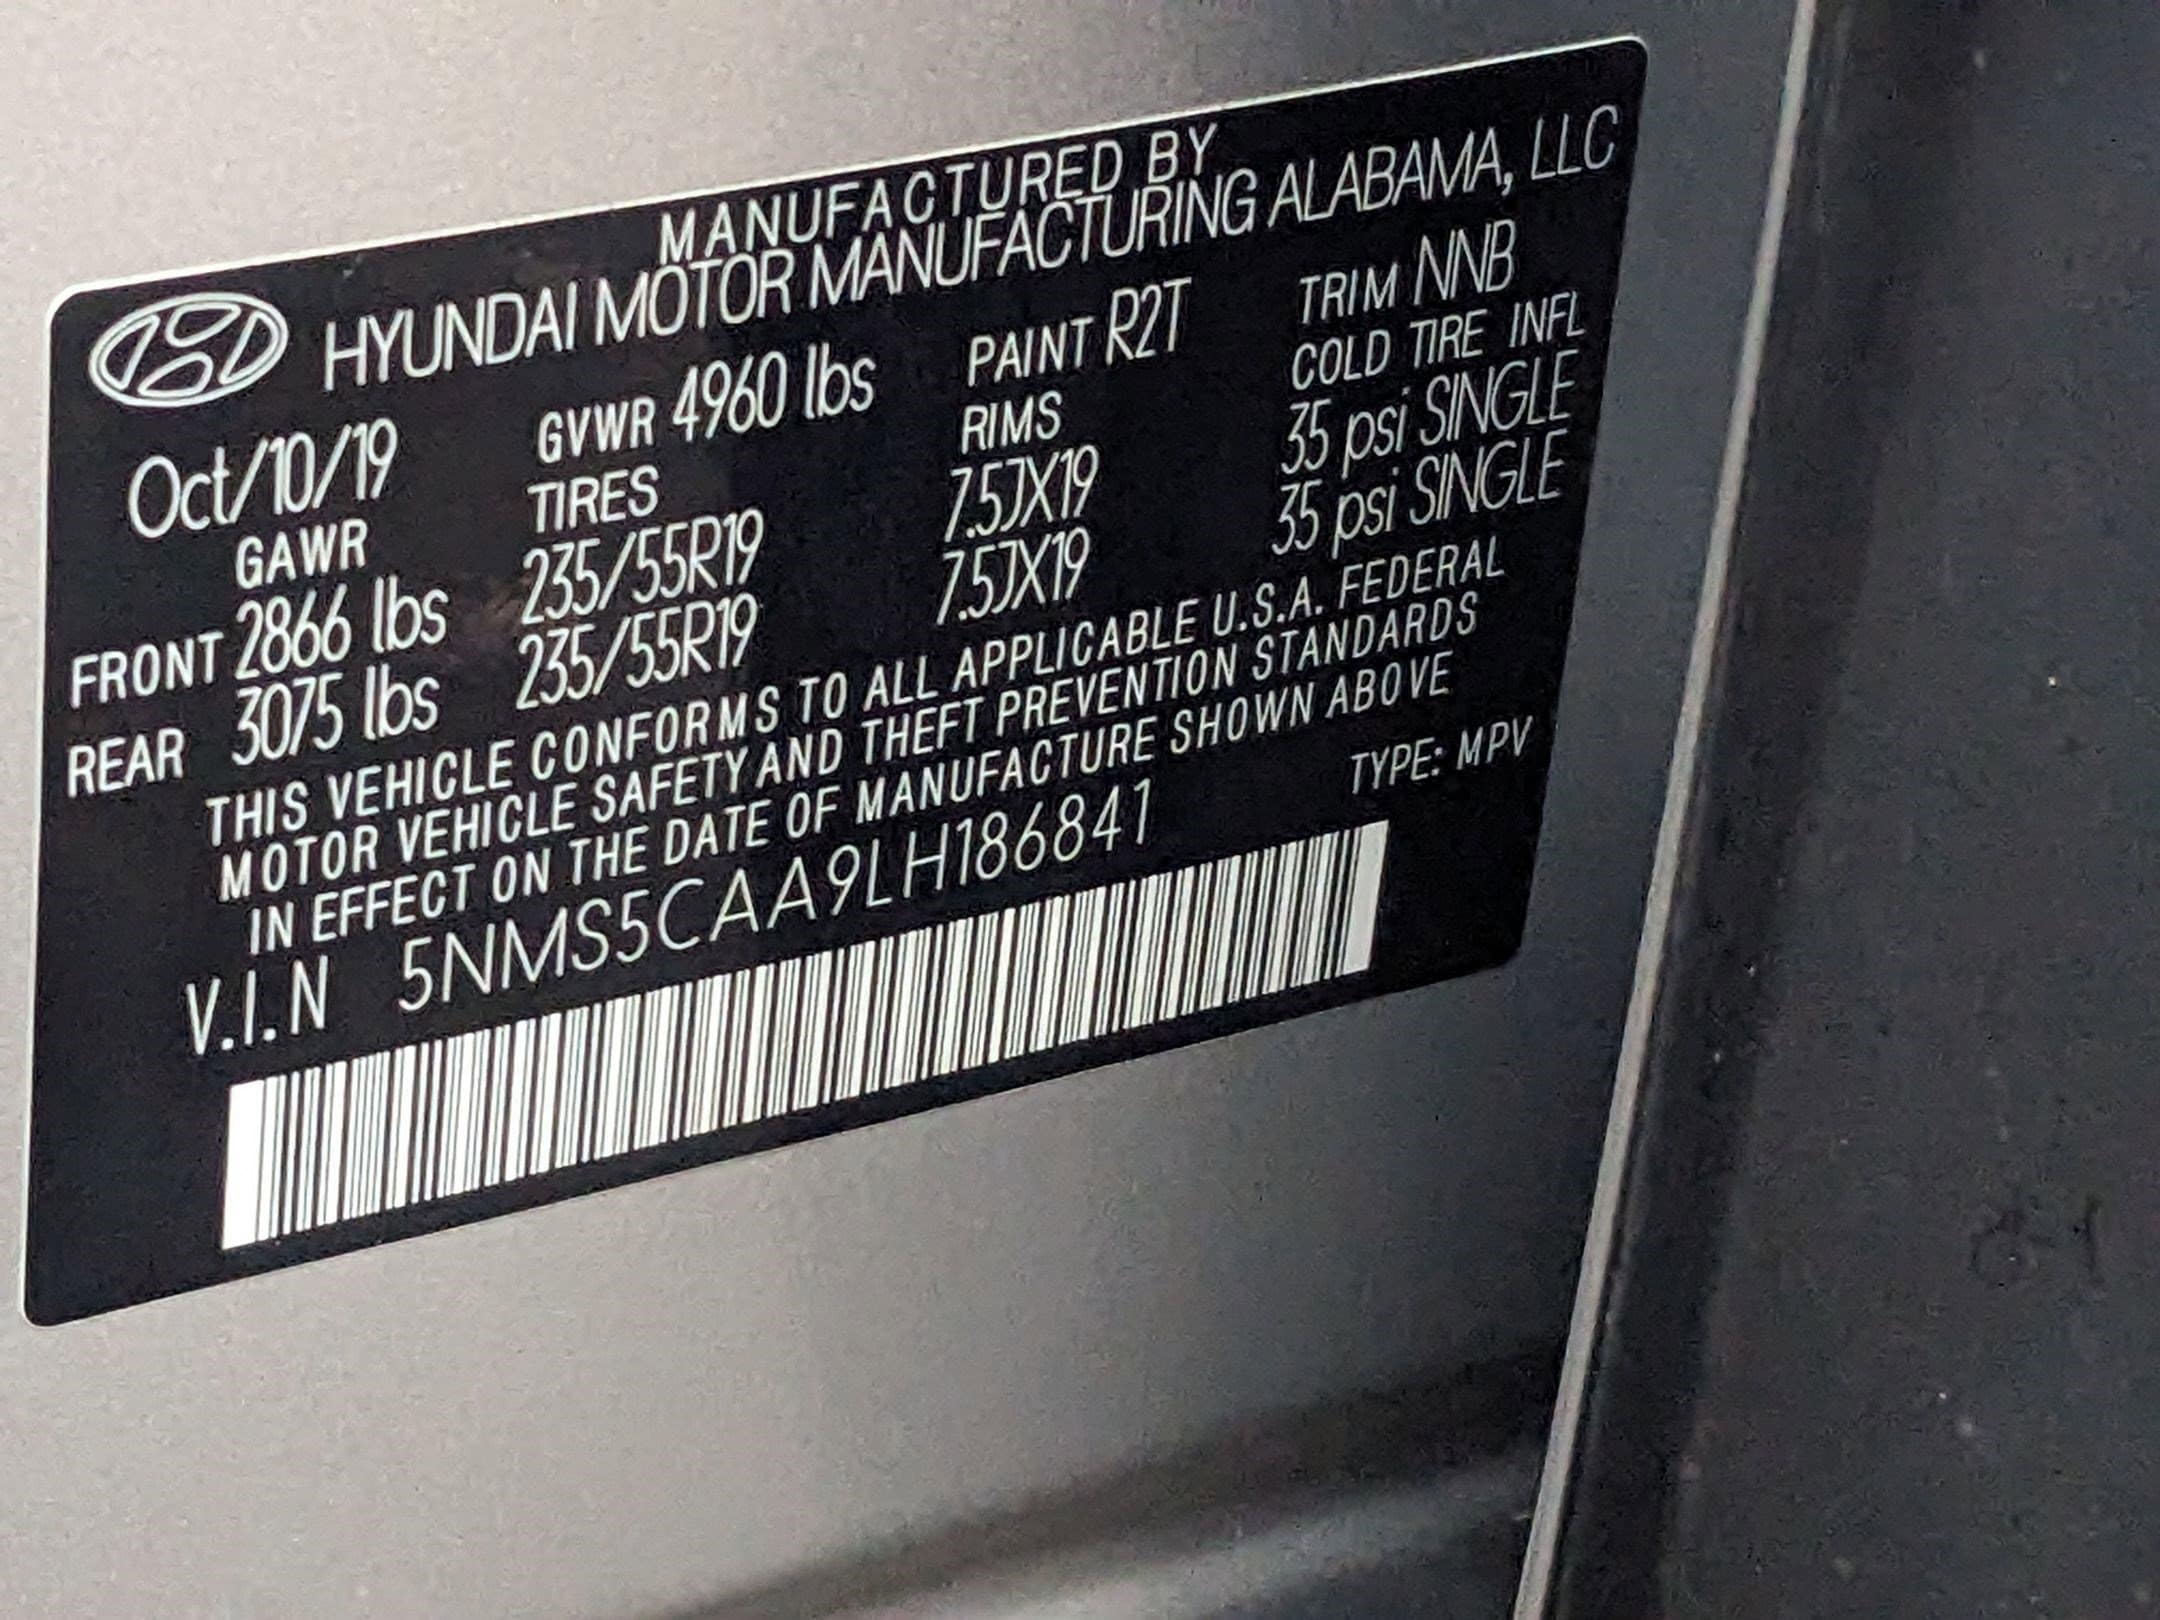 MANUFACTURED BY
HYUNDAI MOTOR MANUFACTURING ALABAMA, LLC
Oct/10/19 GVWR 4960 lbs PAINT R2T TRIM NNB
GAWR TIRES RIMS COLD TIRE INFL
FRONT 2866 lbs 235/55R19 7.5JX19 35 psi SINGLE
REAR 3075 lbs 235/55R19 7.5JX19 35 psi SINGLE
THIS VEHICLE CONFORMS TO ALL APPLICABLE U.S.A. FEDERAL
MOTOR VEHICLE SAFETY AND THEFT PREVENTION STANDARDS
IN EFFECT ON THE DATE OF MANUFACTURE SHOWN ABOVE
V.I.N 5NMS5CAA9LH186841 TYPE: MPV